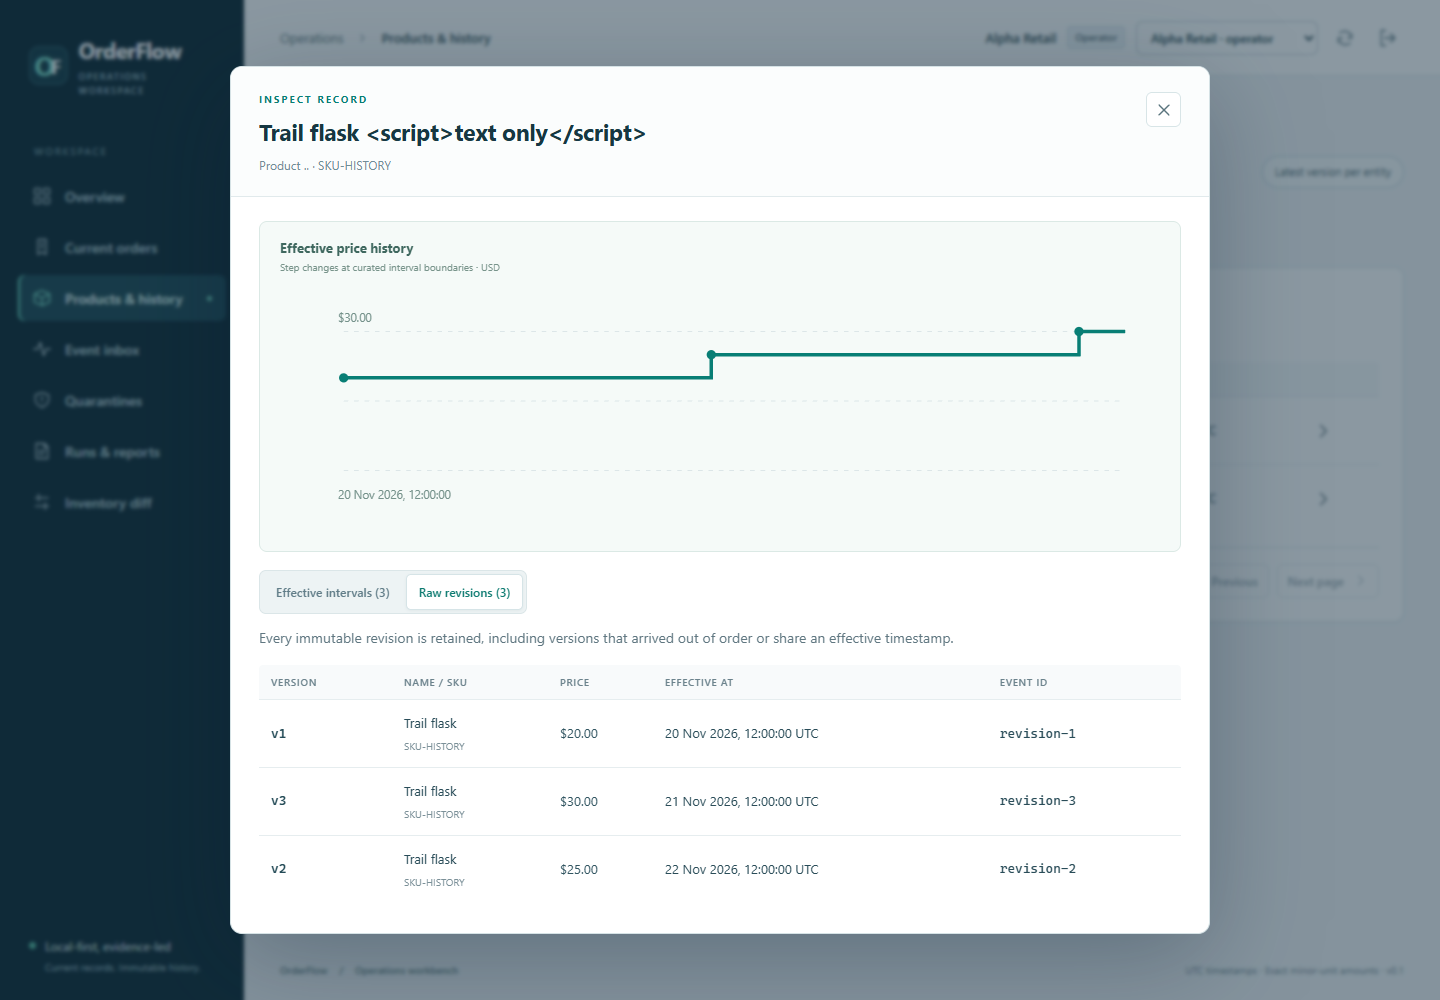 OrderFlow
OPERATIONS
WORKSPACE
WORKSPACE
Overview
Current orders
Products & history
Event inbox
Quarantines
Runs & reports
Inventory diff
Local-first, evidence-led
Current records. Immutable history.
Operations
Products & history
Alpha Retail
Operator
Alpha Retail · operator
Latest version per entity
INSPECT RECORD
Trail flask <script>text only</script>
Product .. · SKU-HISTORY
Effective price history
Step changes at curated interval boundaries · USD
$30.00
20 Nov 2026, 12:00:00
Effective intervals (3)
Raw revisions (3)
Every immutable revision is retained, including versions that arrived out of order or share an effective timestamp.
VERSION NAME / SKU PRICE EFFECTIVE AT EVENT ID
v1 Trail flask $20.00 20 Nov 2026, 12:00:00 UTC revision-1
SKU-HISTORY
v3 Trail flask $30.00 21 Nov 2026, 12:00:00 UTC revision-3
SKU-HISTORY
v2 Trail flask $25.00 22 Nov 2026, 12:00:00 UTC revision-2
SKU-HISTORY
Previous
Next page
OrderFlow / Operations workbench
UTC timestamps · Exact minor-unit amounts